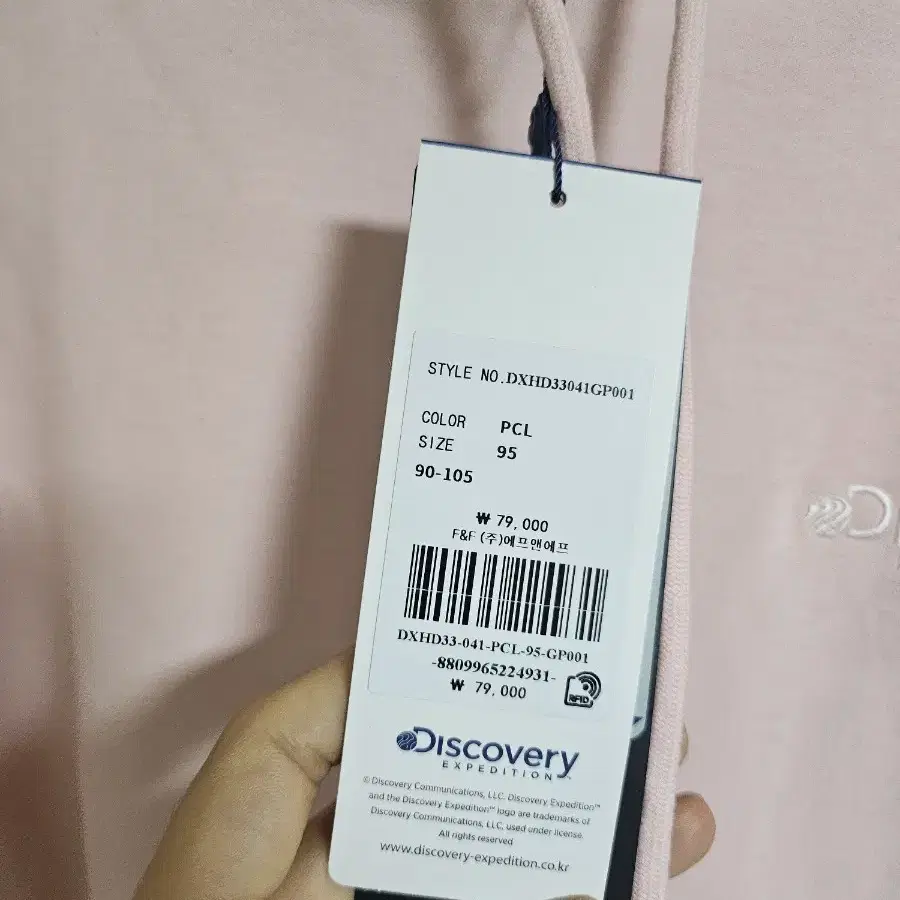 STYLE NO.DXHD33041GP001
COLOR PCL
SIZE 95
90-105
₩ 79,000
F&F (주)에프앤에프
DXHD33-041-PCL-95-GP001
-8809965224931-
₩ 79,000
RFID
DISCOVERY
EXPEDITION™
© Discovery Communications, LLC. Discovery Expedition™
and the Discovery Expedition™ logo are trademarks of
Discovery Communications, LLC, used under license.
All rights reserved
www.discovery-expedition.co.kr
D